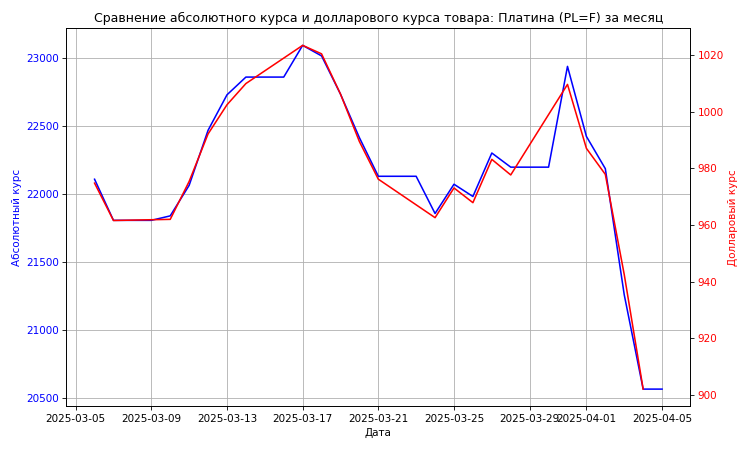 Сравнение абсолютного курса и долларового курса товара: Платина (PL=F) за месяц
Абсолютный курс
23000
22500
22000
21500
21000
20500
1020
1000
980
960
940
920
900
Долларовый курс
2025-03-05 2025-03-09 2025-03-13 2025-03-17 2025-03-21 2025-03-25 2025-03-29 2025-04-01 2025-04-05
Дата